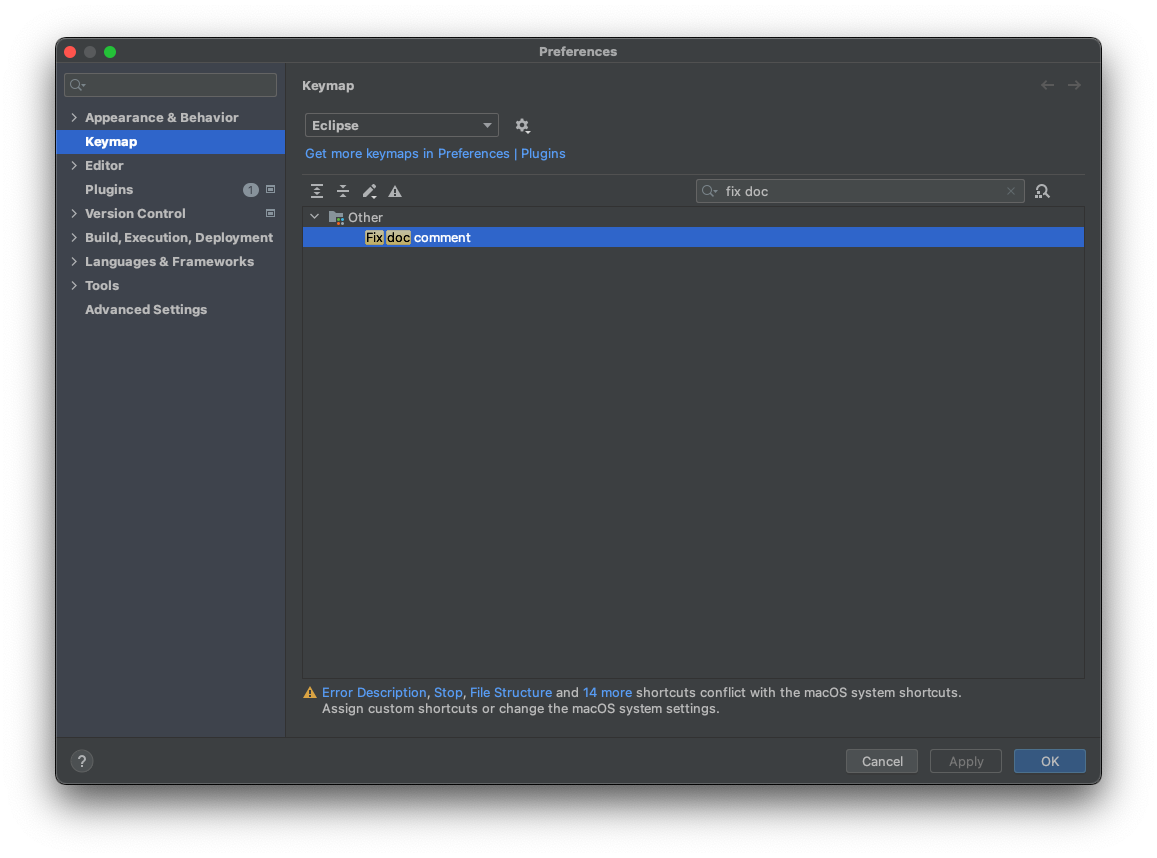 Preferences
Keymap
Appearance & Behavior
Keymap
Editor
Plugins
1
Version Control
Build, Execution, Deployment
Languages & Frameworks
Tools
Advanced Settings
Eclipse
Get more keymaps in Preferences | Plugins
fix doc
Other
Fix doc comment
Error Description, Stop, File Structure and 14 more shortcuts conflict with the macOS system shortcuts.
Assign custom shortcuts or change the macOS system settings.
?
Cancel
Apply
OK